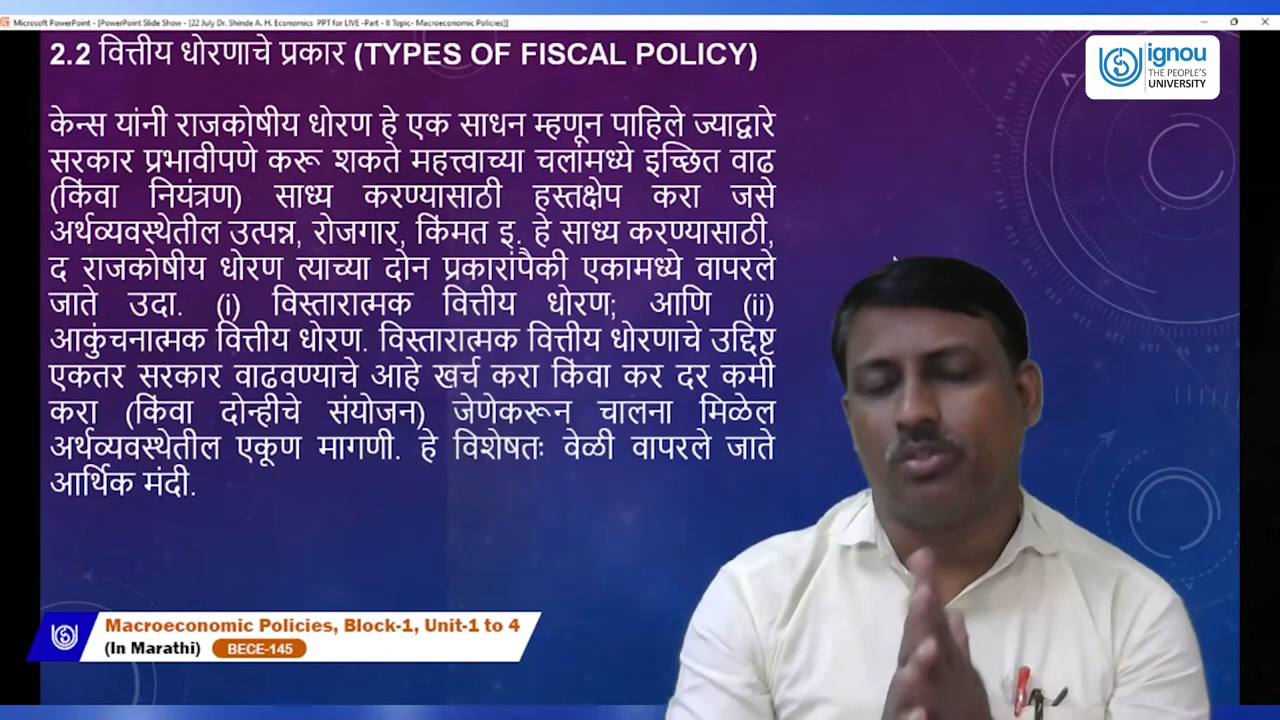 Microsoft PowerPoint - [PowerPoint Slide Show - [22 July Dr. Shinde A. H. Economics PPT for LIVE -Part - II Topic- Macroeconomic Policies]]
2.2 वित्तीय धोरणाचे प्रकार (TYPES OF FISCAL POLICY)
ignou
THE PEOPLE'S
UNIVERSITY
केन्स यांनी राजकोषीय धोरण हे एक साधन म्हणून पाहिले ज्याद्वारे
सरकार प्रभावीपणे करू शकते महत्त्वाच्या चलांमध्ये इच्छित वाढ
(किंवा नियंत्रण) साध्य करण्यासाठी हस्तक्षेप करा जसे
अर्थव्यवस्थेतील उत्पन्न, रोजगार, किंमत इ. हे साध्य करण्यासाठी,
द राजकोषीय धोरण त्याच्या दोन प्रकारांपैकी एकामध्ये वापरले
जाते उदा. (i) विस्तारात्मक वित्तीय धोरण; आणि (ii)
आकुंचनात्मक वित्तीय धोरण. विस्तारात्मक वित्तीय धोरणाचे उद्दिष्ट
एकतर सरकार वाढवण्याचे आहे खर्च करा किंवा कर दर कमी
करा (किंवा दोन्हीचे संयोजन) जेणेकरून चालना मिळेल
अर्थव्यवस्थेतील एकूण मागणी. हे विशेषतः वेळी वापरले जाते
आर्थिक मंदी.
Macroeconomic Policies, Block-1, Unit-1 to 4
(In Marathi) BECE-145